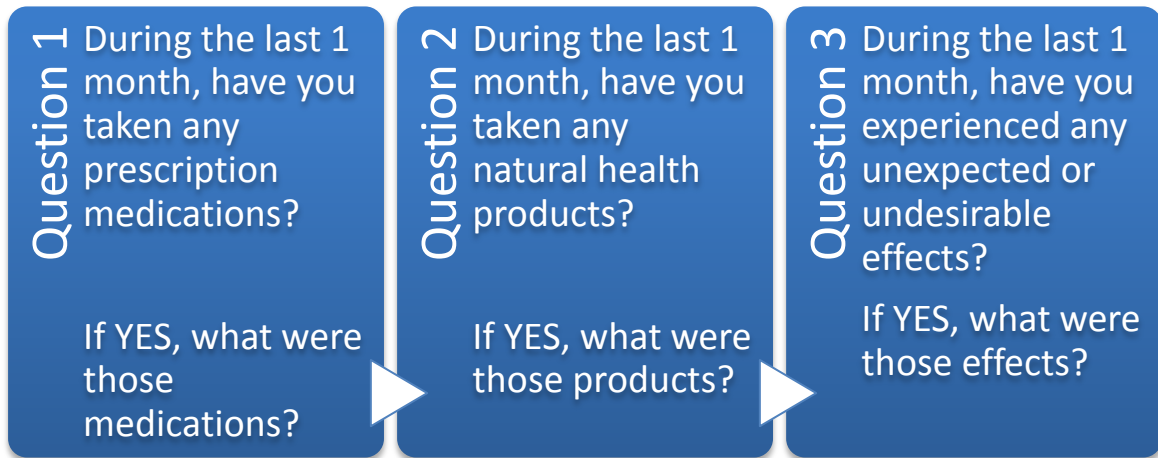 Question 1
During the last 1
month, have you
taken any
prescription
medications?
If YES, what were
those
medications?
Question 2
During the last 1
month, have you
taken any
natural health
products?
If YES, what were
those products?
Question 3
During the last 1
month, have you
experienced any
unexpected or
undesirable
effects?
If YES, what were
those effects?